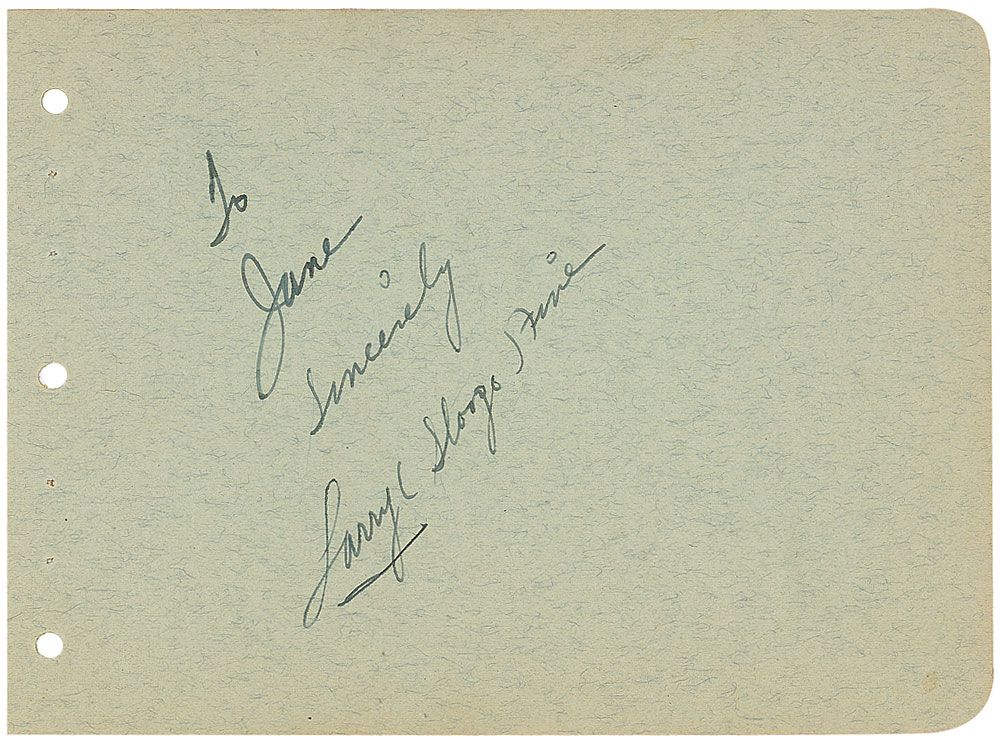 To
Jane
Sincerely
Larry (Stooge) Fine